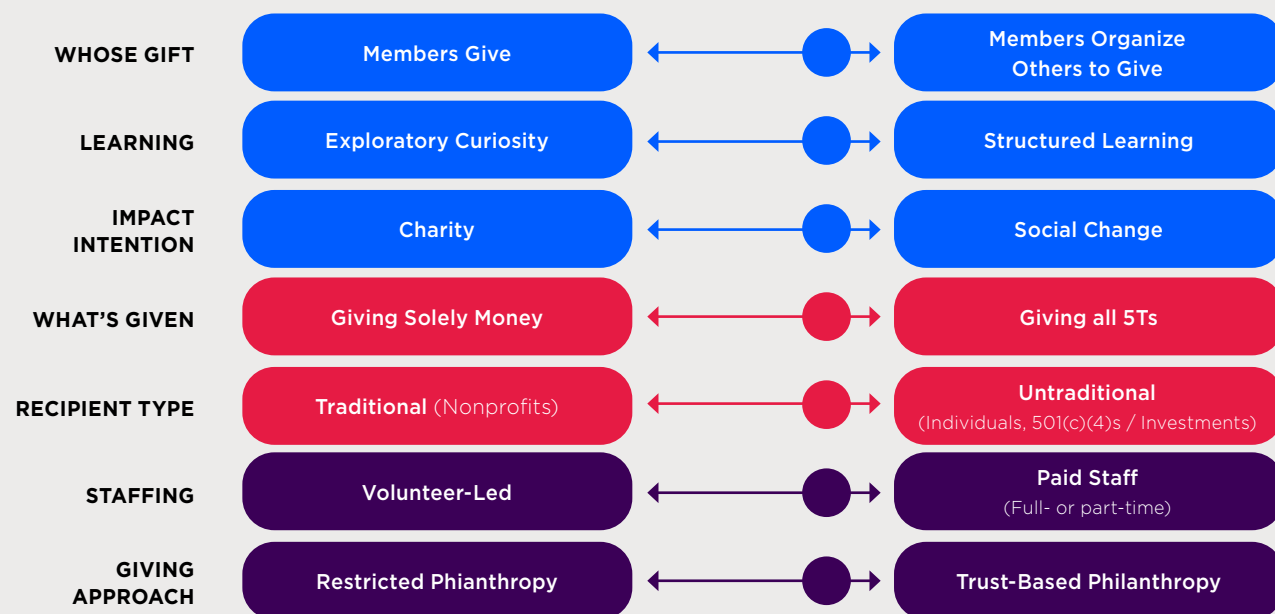 WHOSE GIFT
Members Give
Members Organize
Others to Give
LEARNING
Exploratory Curiosity
Structured Learning
IMPACT
INTENTION
Charity
Social Change
WHAT'S GIVEN
Giving Solely Money
Giving all 5Ts
RECIPIENT TYPE
Traditional (Nonprofits)
Untraditional
(Individuals, 501(c)(4)s / Investments)
STAFFING
Volunteer-Led
Paid Staff
(Full- or part-time)
GIVING
APPROACH
Restricted Phianthropy
Trust-Based Philanthropy